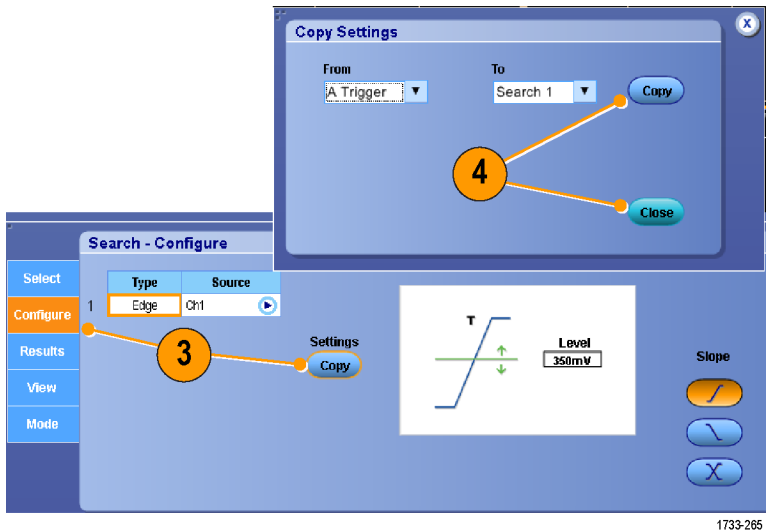 Copy Settings
X
From To
A Trigger Search 1 Copy
4
Close
Search - Configure
Select
Type Source
1 Edge Ch1
Configure
T
Level
350mV
Settings
Copy
3
Results
Slope
View
Mode
X
1733-265